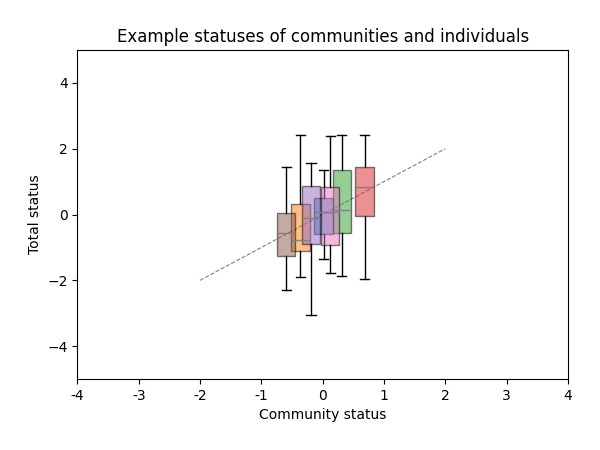 Example statuses of communities and individuals
Total status
4
2
0
−2
−4
-4 -3 -2 -1 0 1 2 3 4
Community status